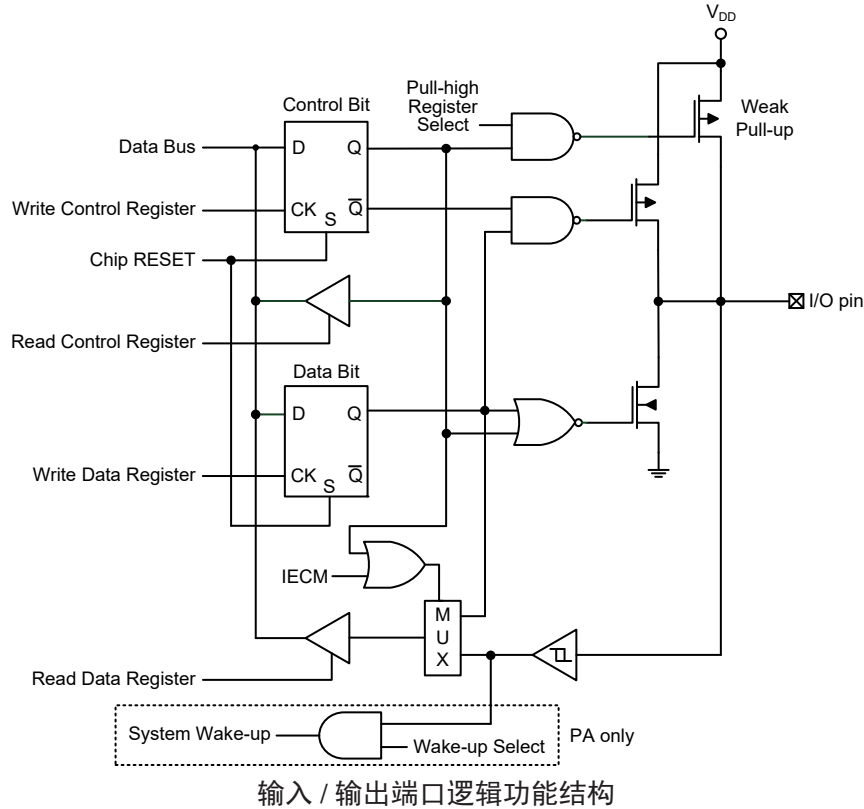 VDD
Pull-high
Register
Select
Weak
Pull-up
Control Bit
Data Bus
D
Q
Write Control Register
CK
S
Q̅
Chip RESET
I/O pin
Read Control Register
Data Bit
D
Q
Write Data Register
CK
S
Q̅
IECM
M
U
X
Read Data Register
System Wake-up
Wake-up Select
PA only
输入 / 输出端口逻辑功能结构